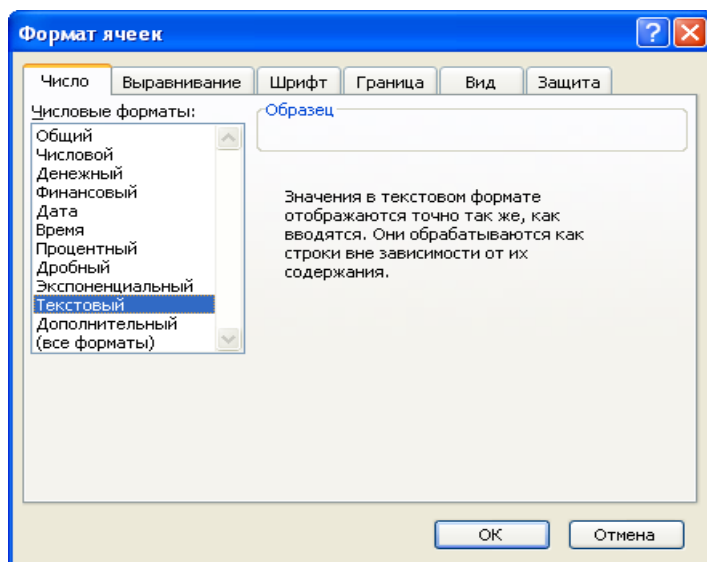 Формат ячеек
Число
Выравнивание
Шрифт
Граница
Вид
Защита
Числовые форматы:
Общий
Числовой
Денежный
Финансовый
Дата
Время
Процентный
Дробный
Экспоненциальный
Текстовый
Дополнительный
(все форматы)
Образец
Значения в текстовом формате
отображаются точно так же, как
вводятся. Они обрабатываются как
строки вне зависимости от их
содержания.
ОК
Отмена